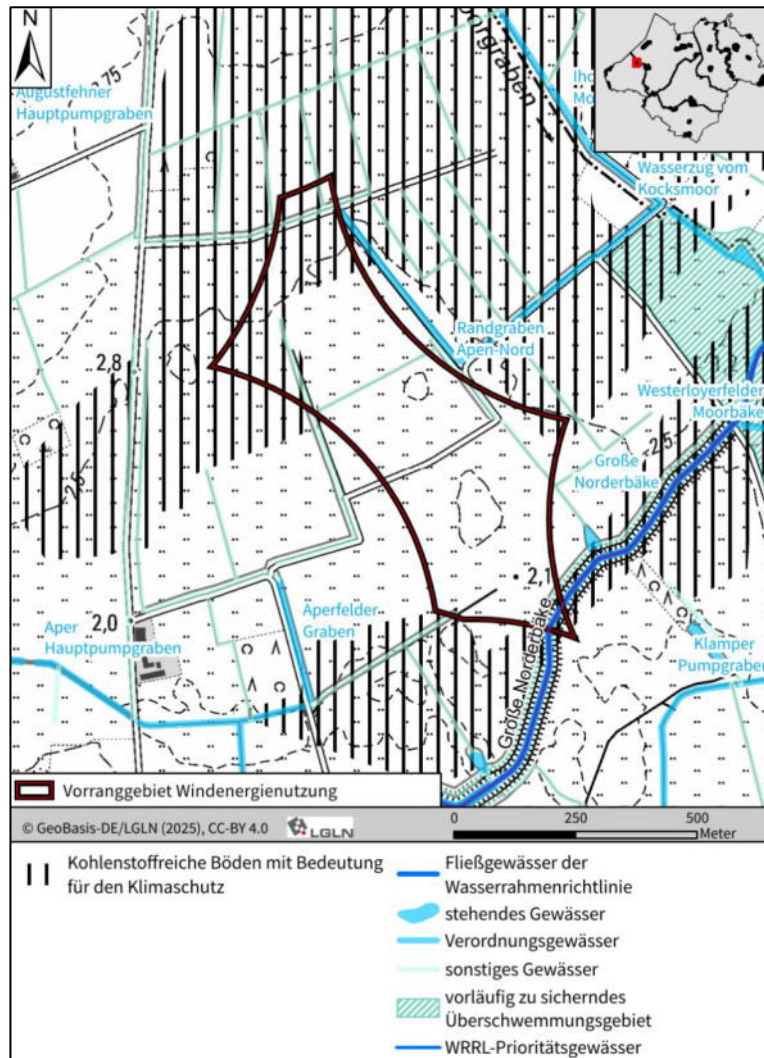 N
2,75
Augustfehner
Hauptpumpgraben
Iho
Mo
Wasserzug vom
Kocksmoor
Randgraben
Apen-Nord
2,8
Westerloyerfelder
Moorbäke
2,5
2,5
Große
Norderbäke
2,1
Aperfelder
Graben
2,0
Aper
Hauptpumpgraben
Große Norderbäke
Klamper
Pumpgraben
Vorranggebiet Windenergienutzung
© GeoBasis-DE/LGLN (2025), CC-BY 4.0
LGLN
0 250 500
Meter
Kohlenstoffreiche Böden mit Bedeutung
für den Klimaschutz
Fließgewässer der
Wasserrahmenrichtlinie
stehendes Gewässer
Verordnungsgewässer
sonstiges Gewässer
vorläufig zu sicherndes
Überschwemmungsgebiet
WRRL-Prioritätsgewässer